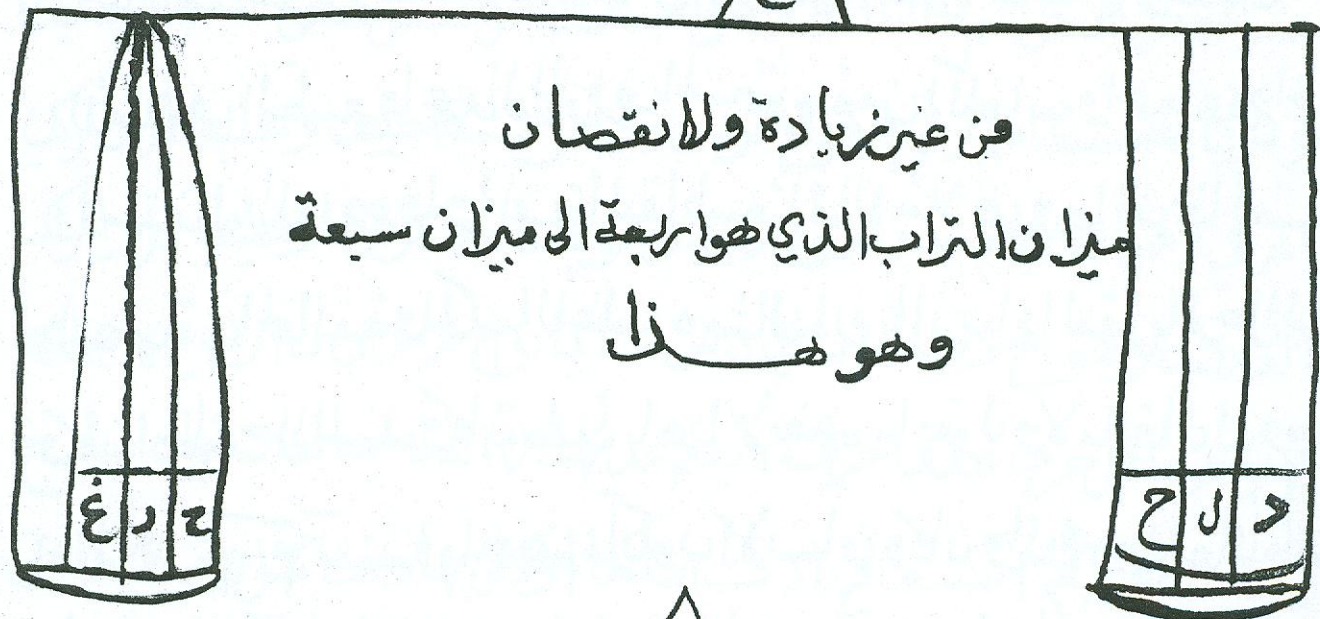 من غير زيادة ولا نقصان
ميزان التراب الذي هو اربعة الى ميزان سبعة
وهو هذا
د ل ح
ح ر غ